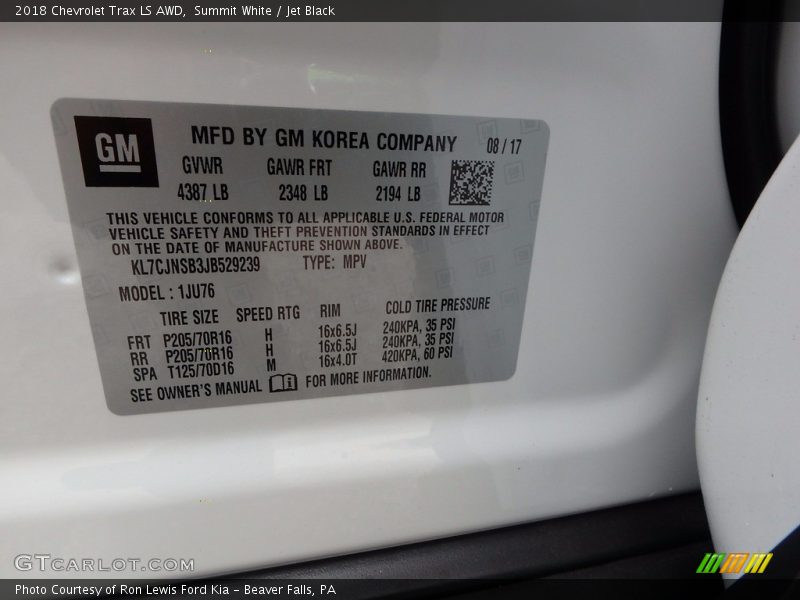 2018 Chevrolet Trax LS AWD,  Summit White / Jet Black
GM
MFD BY GM KOREA COMPANY 08 / 17
GVWR GAWR FRT GAWR RR
4387 LB 2348 LB 2194 LB
THIS VEHICLE CONFORMS TO ALL APPLICABLE U.S. FEDERAL MOTOR
VEHICLE SAFETY AND THEFT PREVENTION STANDARDS IN EFFECT
ON THE DATE OF MANUFACTURE SHOWN ABOVE.
KL7CJNSB3JB529239 TYPE: MPV
MODEL : 1JU76
TIRE SIZE SPEED RTG RIM COLD TIRE PRESSURE
FRT P205/70R16 H 16x6.5J 240KPA, 35 PSI
RR P205/70R16 H 16x6.5J 240KPA, 35 PSI
SPA T125/70D16 M 16x4.0T 420KPA, 60 PSI
SEE OWNER'S MANUAL FOR MORE INFORMATION.
GTCARLOT.COM
Photo Courtesy of Ron Lewis Ford Kia – Beaver Falls, PA